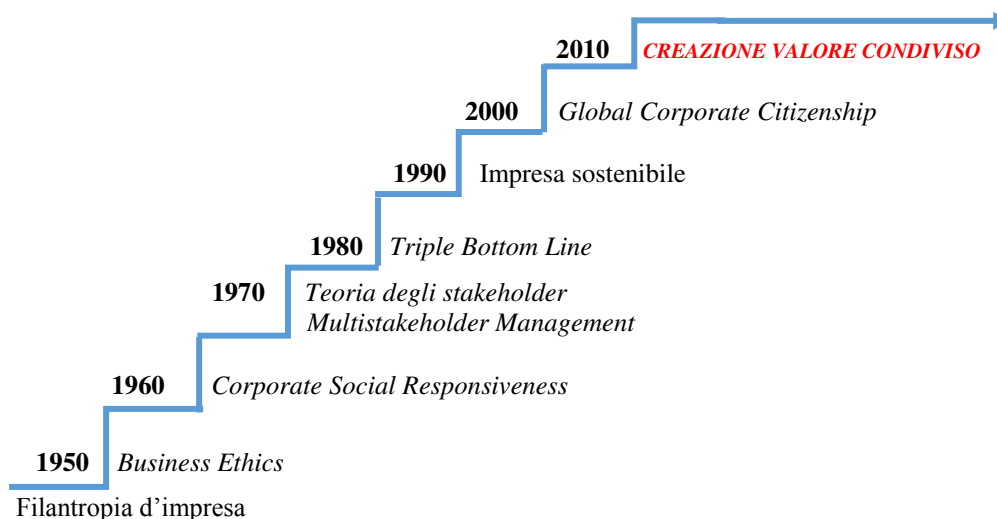 2010 CREAZIONE VALORE CONDIVISO
2000 Global Corporate Citizenship
1990 Impresa sostenibile
1980 Triple Bottom Line
1970 Teoria degli stakeholder
Multistakeholder Management
1960 Corporate Social Responsiveness
1950 Business Ethics
Filantropia d’impresa